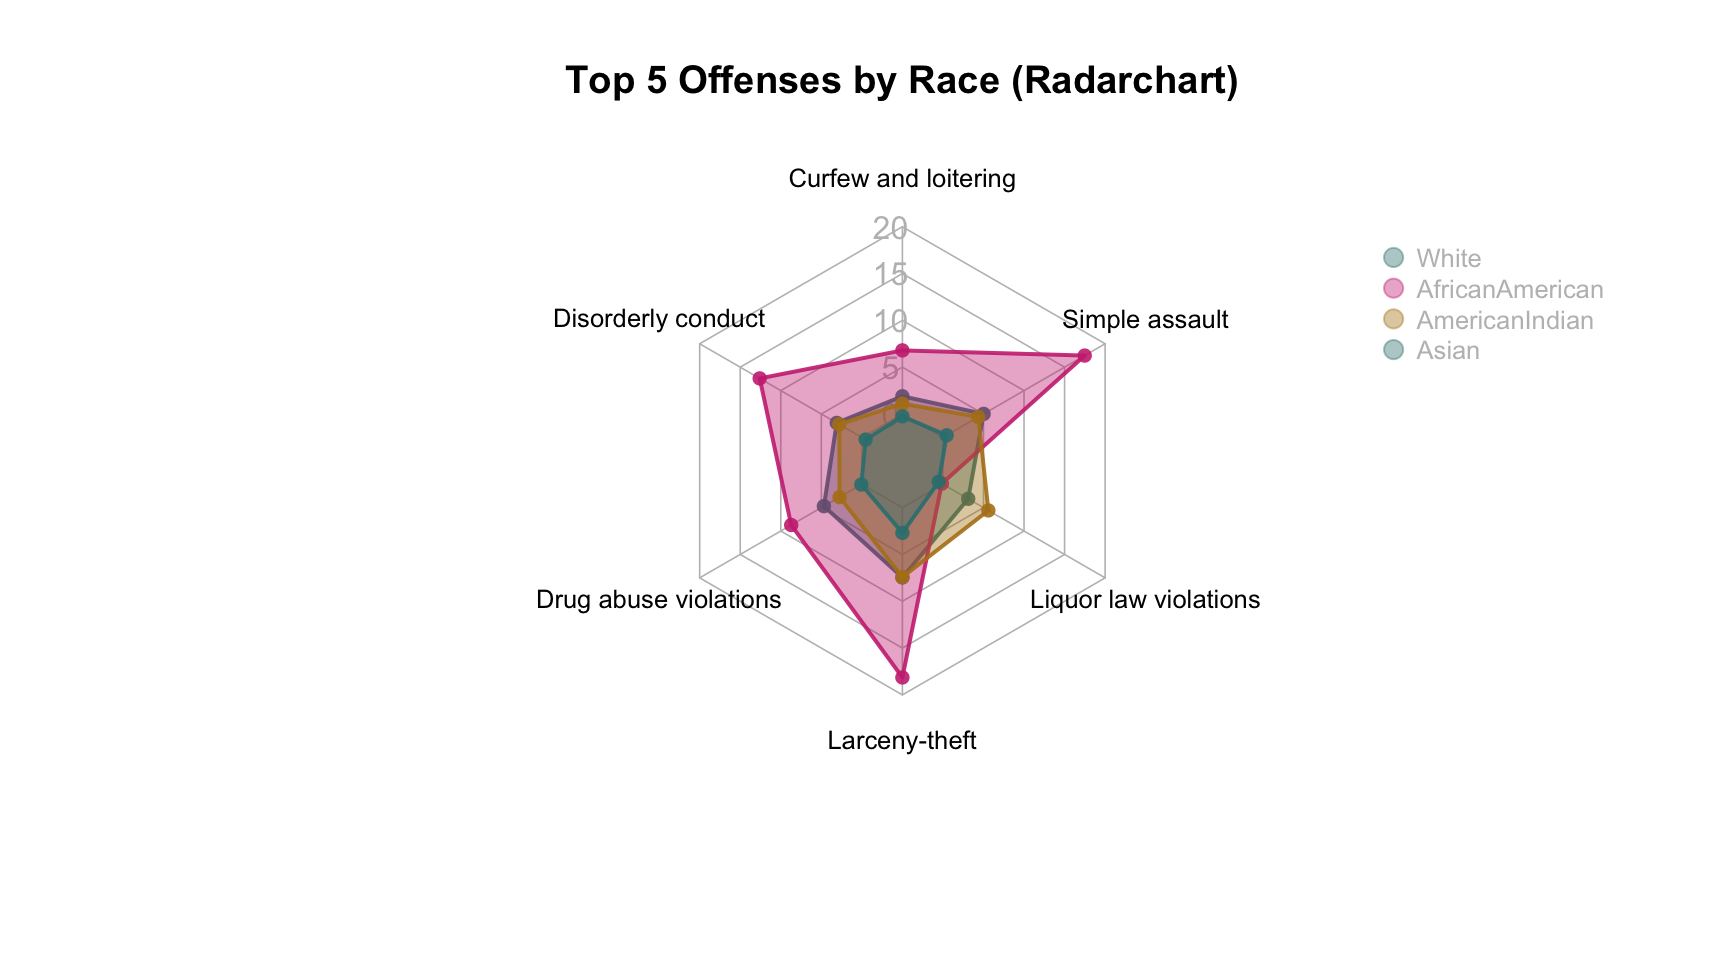 Top 5 Offenses by Race (Radarchart)
Curfew and loitering
20
15
10
5
0
Disorderly conduct
Simple assault
Drug abuse violations
Liquor law violations
Larceny-theft
White
AfricanAmerican
AmericanIndian
Asian